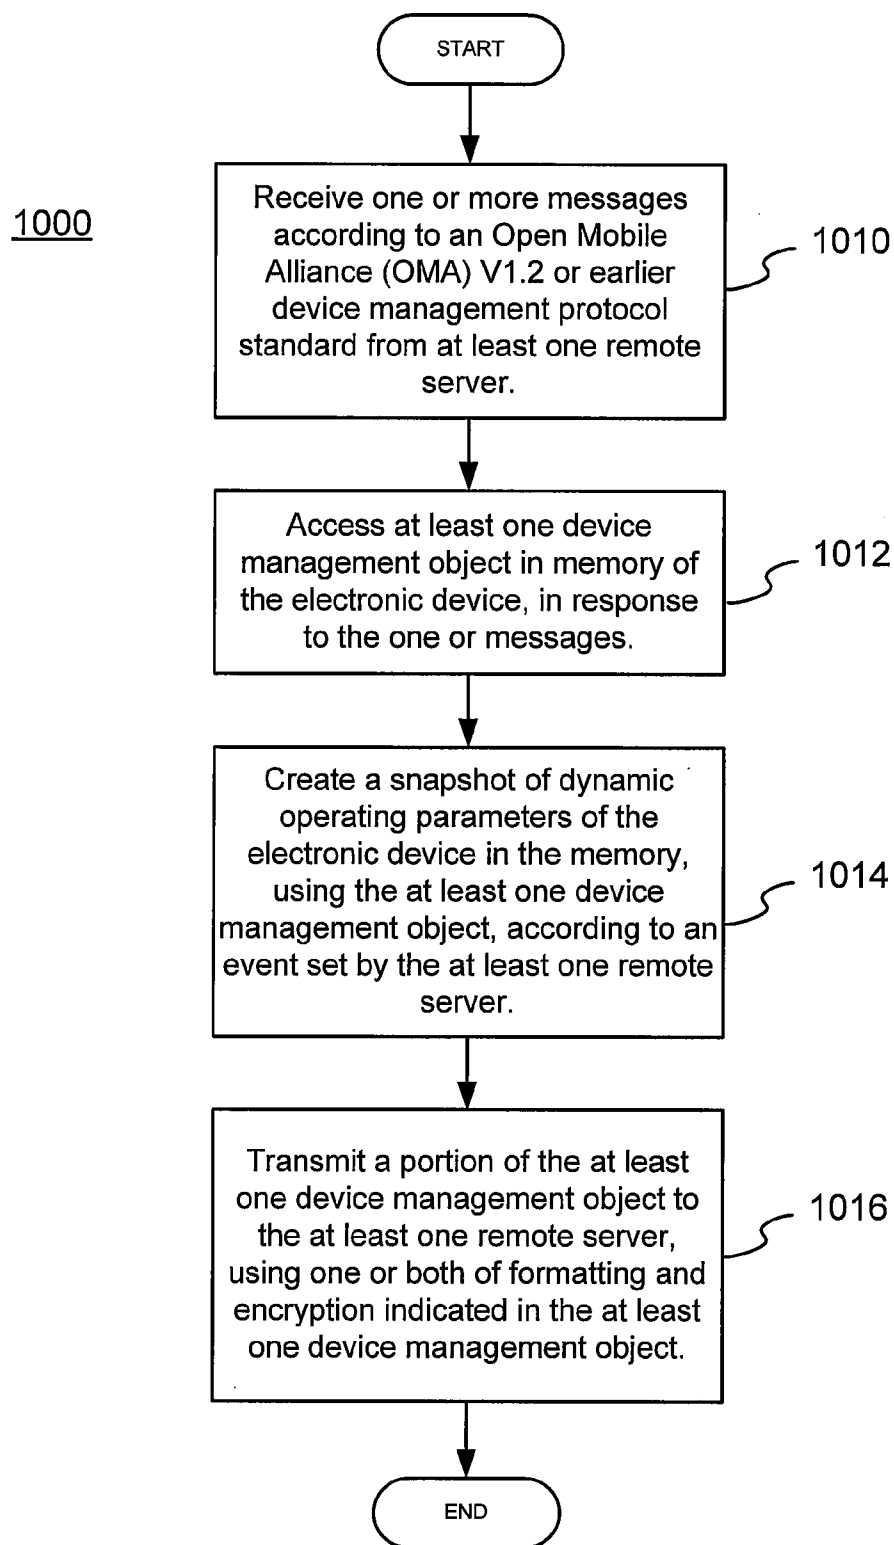 START
1000
Receive one or more messages
according to an Open Mobile
Alliance (OMA) V1.2 or earlier
device management protocol
standard from at least one remote
server.
1010
Access at least one device
management object in memory of
the electronic device, in response
to the one or messages.
1012
Create a snapshot of dynamic
operating parameters of the
electronic device in the memory,
using the at least one device
management object, according to an
event set by the at least one remote
server.
1014
Transmit a portion of the at least
one device management object to
the at least one remote server,
using one or both of formatting and
encryption indicated in the at least
one device management object.
1016
END